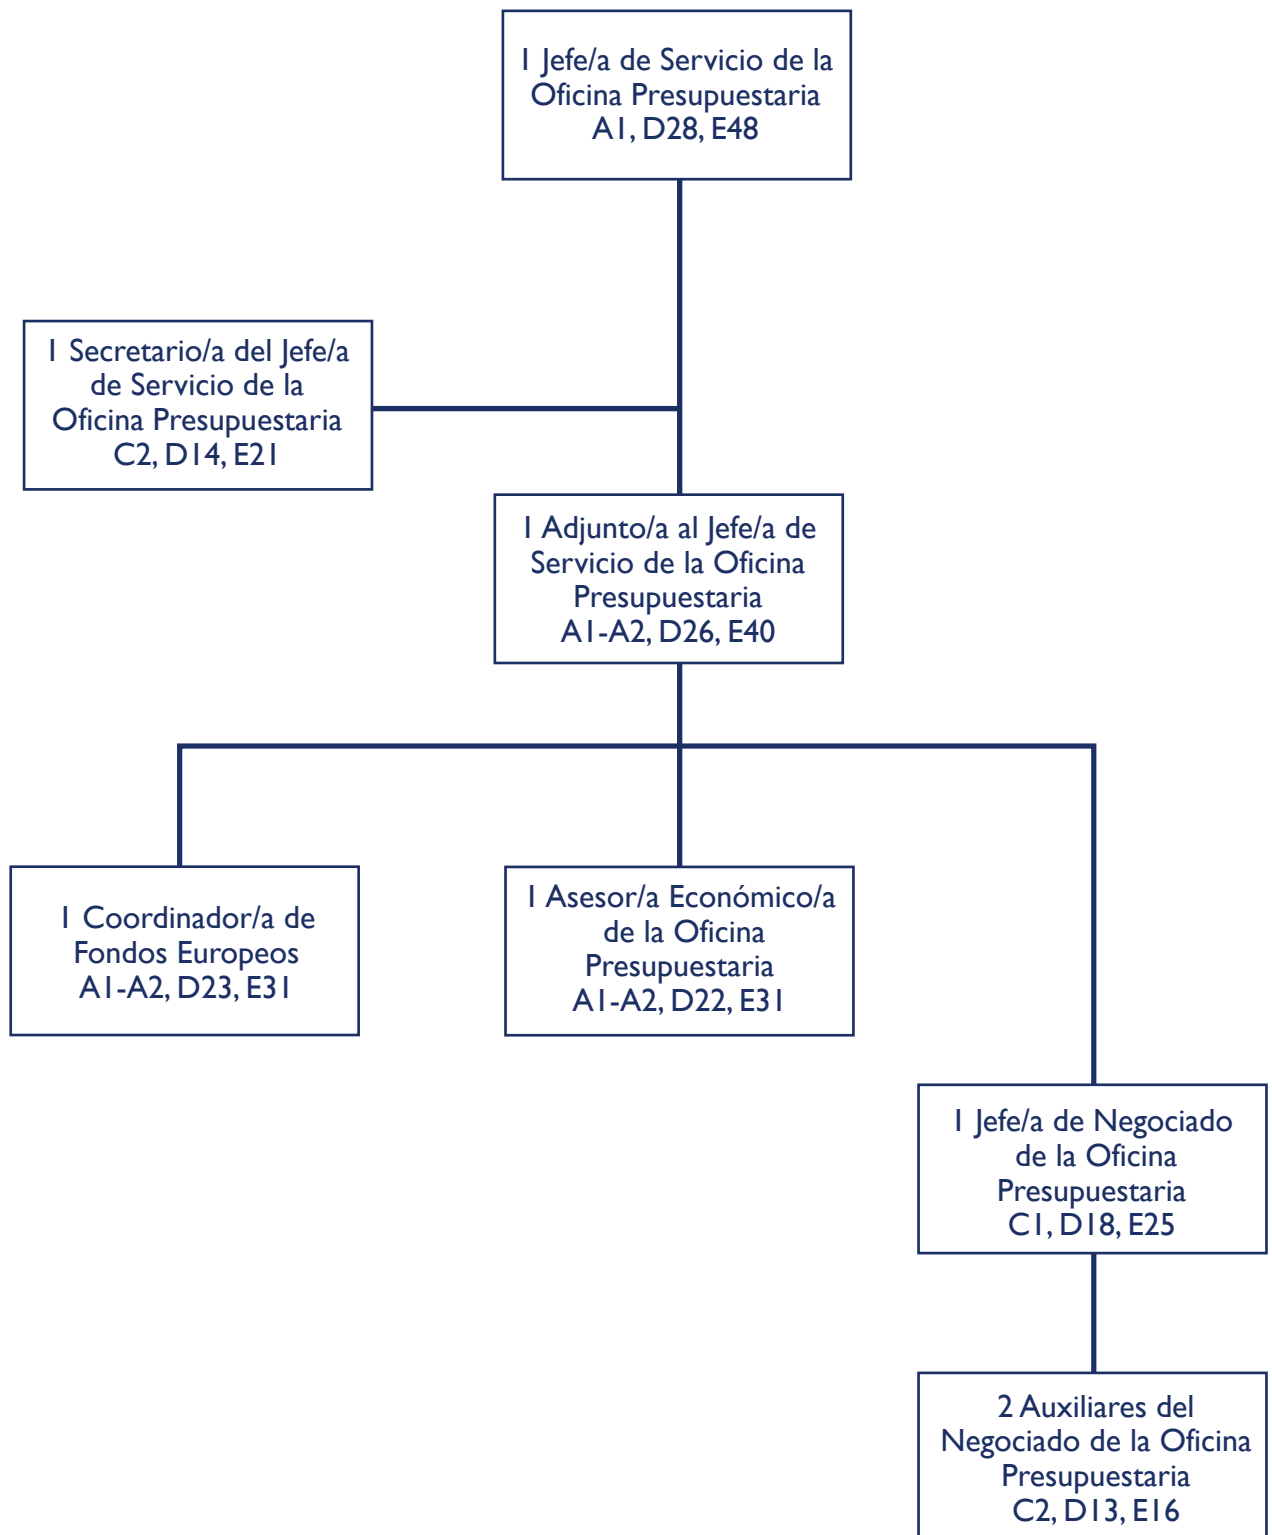 1 Jefe/a de Servicio de la
Oficina Presupuestaria
A1, D28, E48
1 Secretario/a del Jefe/a
de Servicio de la
Oficina Presupuestaria
C2, D14, E21
1 Adjunto/a al Jefe/a de
Servicio de la Oficina
Presupuestaria
A1-A2, D26, E40
1 Coordinador/a de
Fondos Europeos
A1-A2, D23, E31
1 Asesor/a Económico/a
de la Oficina
Presupuestaria
A1-A2, D22, E31
1 Jefe/a de Negociado
de la Oficina
Presupuestaria
C1, D18, E25
2 Auxiliares del
Negociado de la Oficina
Presupuestaria
C2, D13, E16